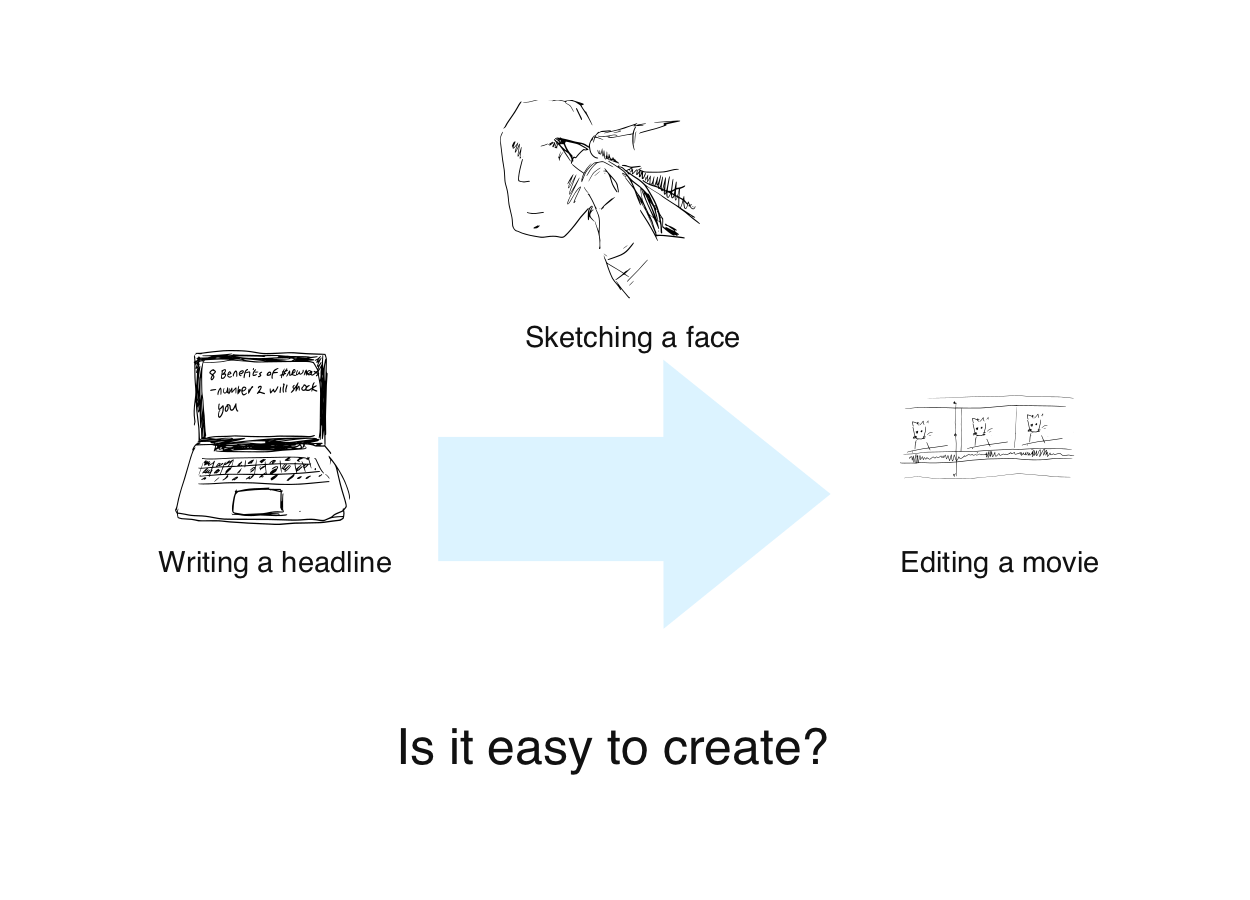 Sketching a face
8 Benefits of
-number 2 will shock
you
Writing a headline
Editing a movie
Is it easy to create?